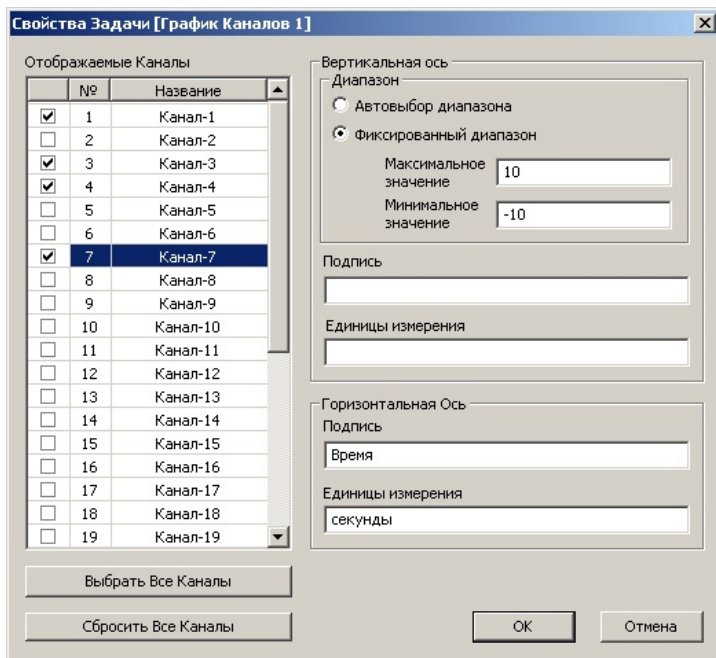 Свойства Задачи [График Каналов 1]
Отображаемые Каналы
№ Название
1 Канал-1
2 Канал-2
3 Канал-3
4 Канал-4
5 Канал-5
6 Канал-6
7 Канал-7
8 Канал-8
9 Канал-9
10 Канал-10
11 Канал-11
12 Канал-12
13 Канал-13
14 Канал-14
15 Канал-15
16 Канал-16
17 Канал-17
18 Канал-18
19 Канал-19
Выбрать Все Каналы
Сбросить Все Каналы
Вертикальная ось
Диапазон
Автовыбор диапазона
Фиксированный диапазон
Максимальное
значение
10
Минимальное
значение
-10
Подпись
Единицы измерения
Горизонтальная Ось
Подпись
Время
Единицы измерения
секунды
OK
Отмена